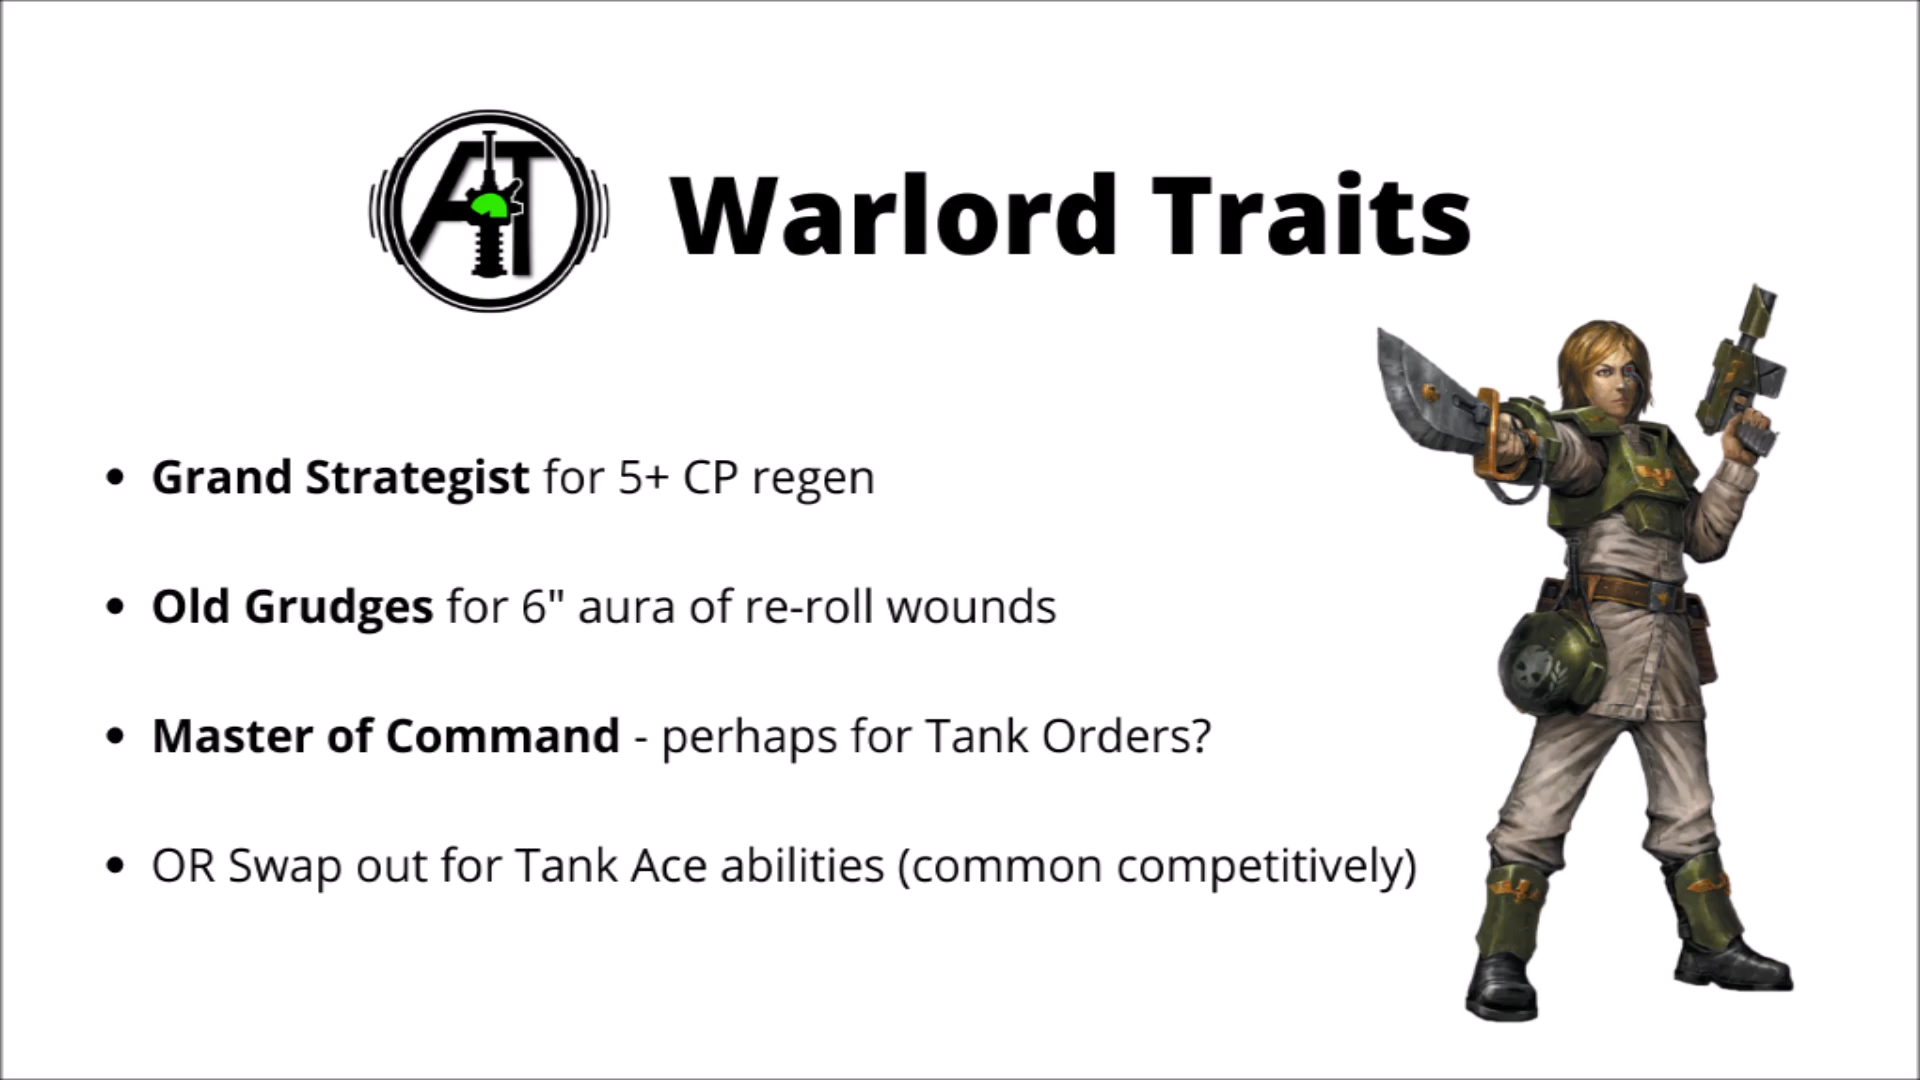 AT
Warlord Traits
• Grand Strategist for 5+ CP regen
• Old Grudges for 6" aura of re-roll wounds
• Master of Command - perhaps for Tank Orders?
• OR Swap out for Tank Ace abilities (common competitively)